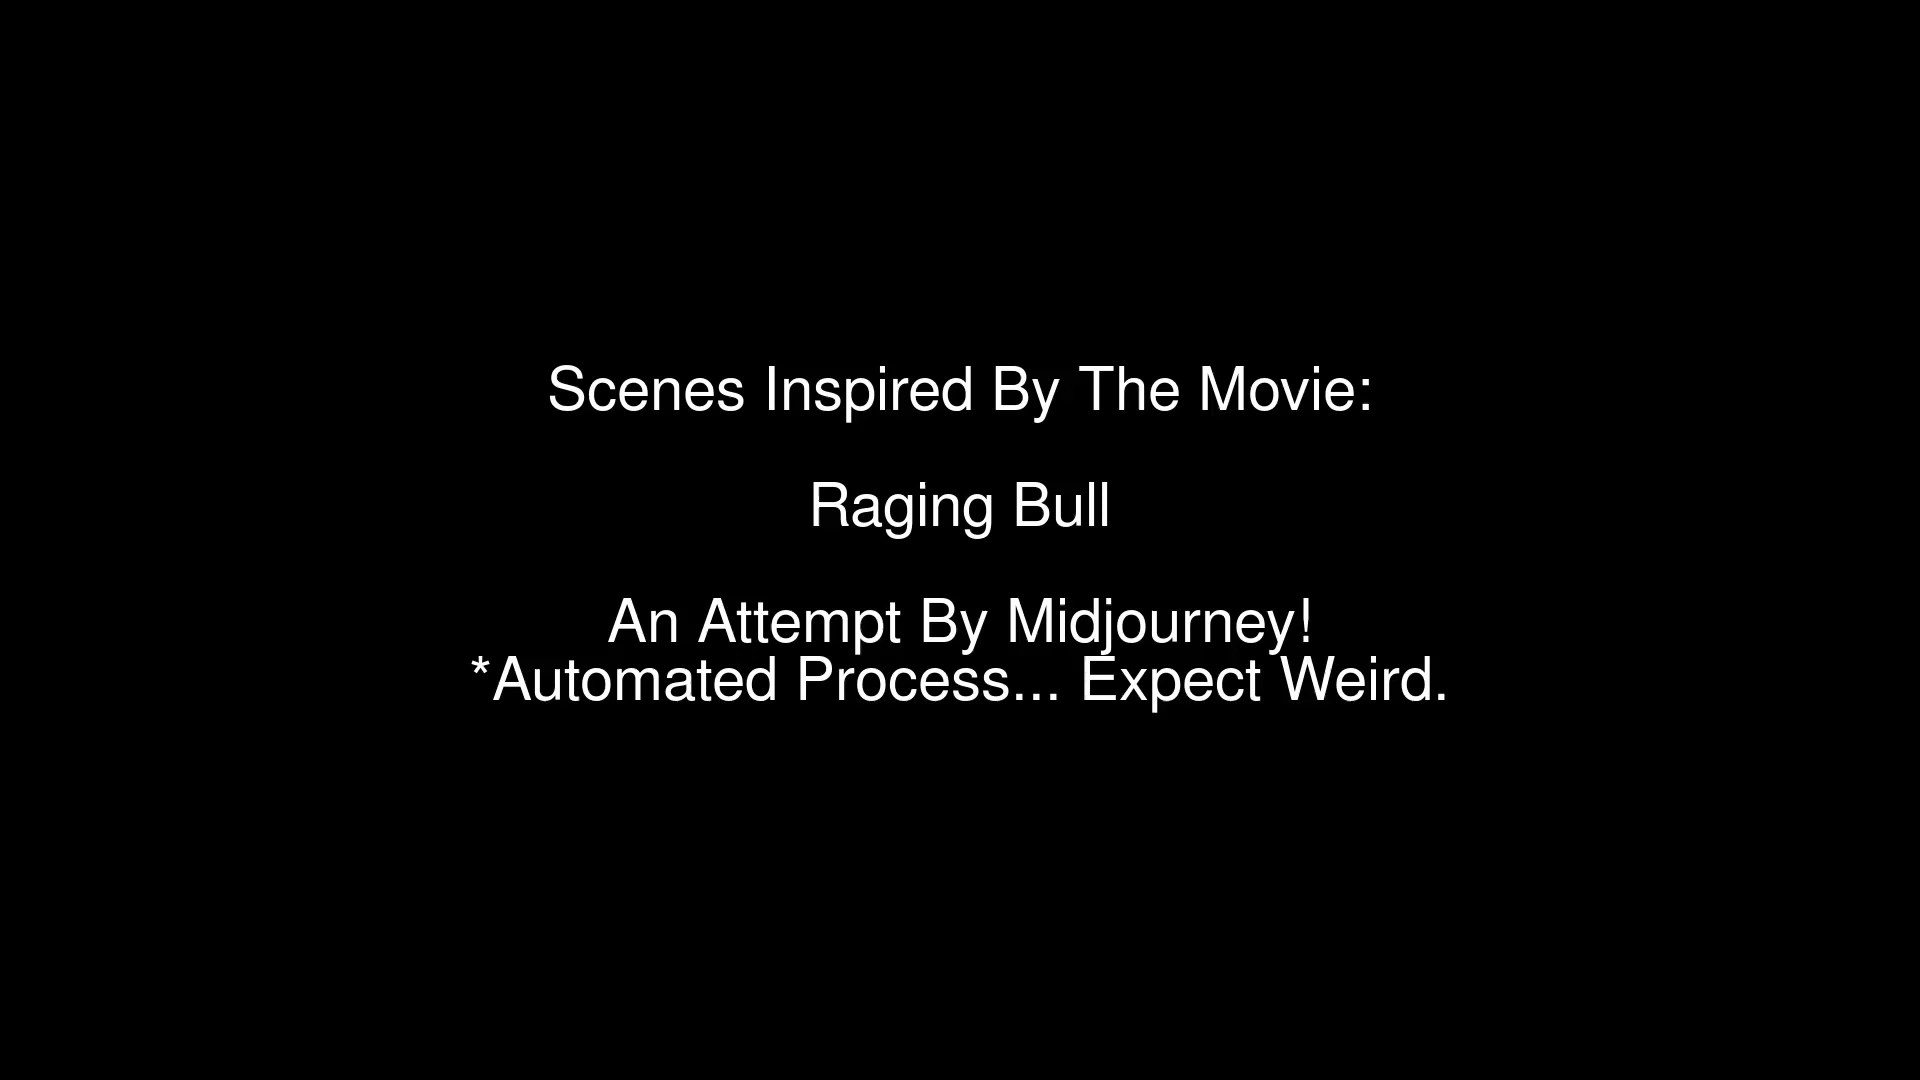 Scenes Inspired By The Movie:
Raging Bull
An Attempt By Midjourney!
*Automated Process... Expect Weird.